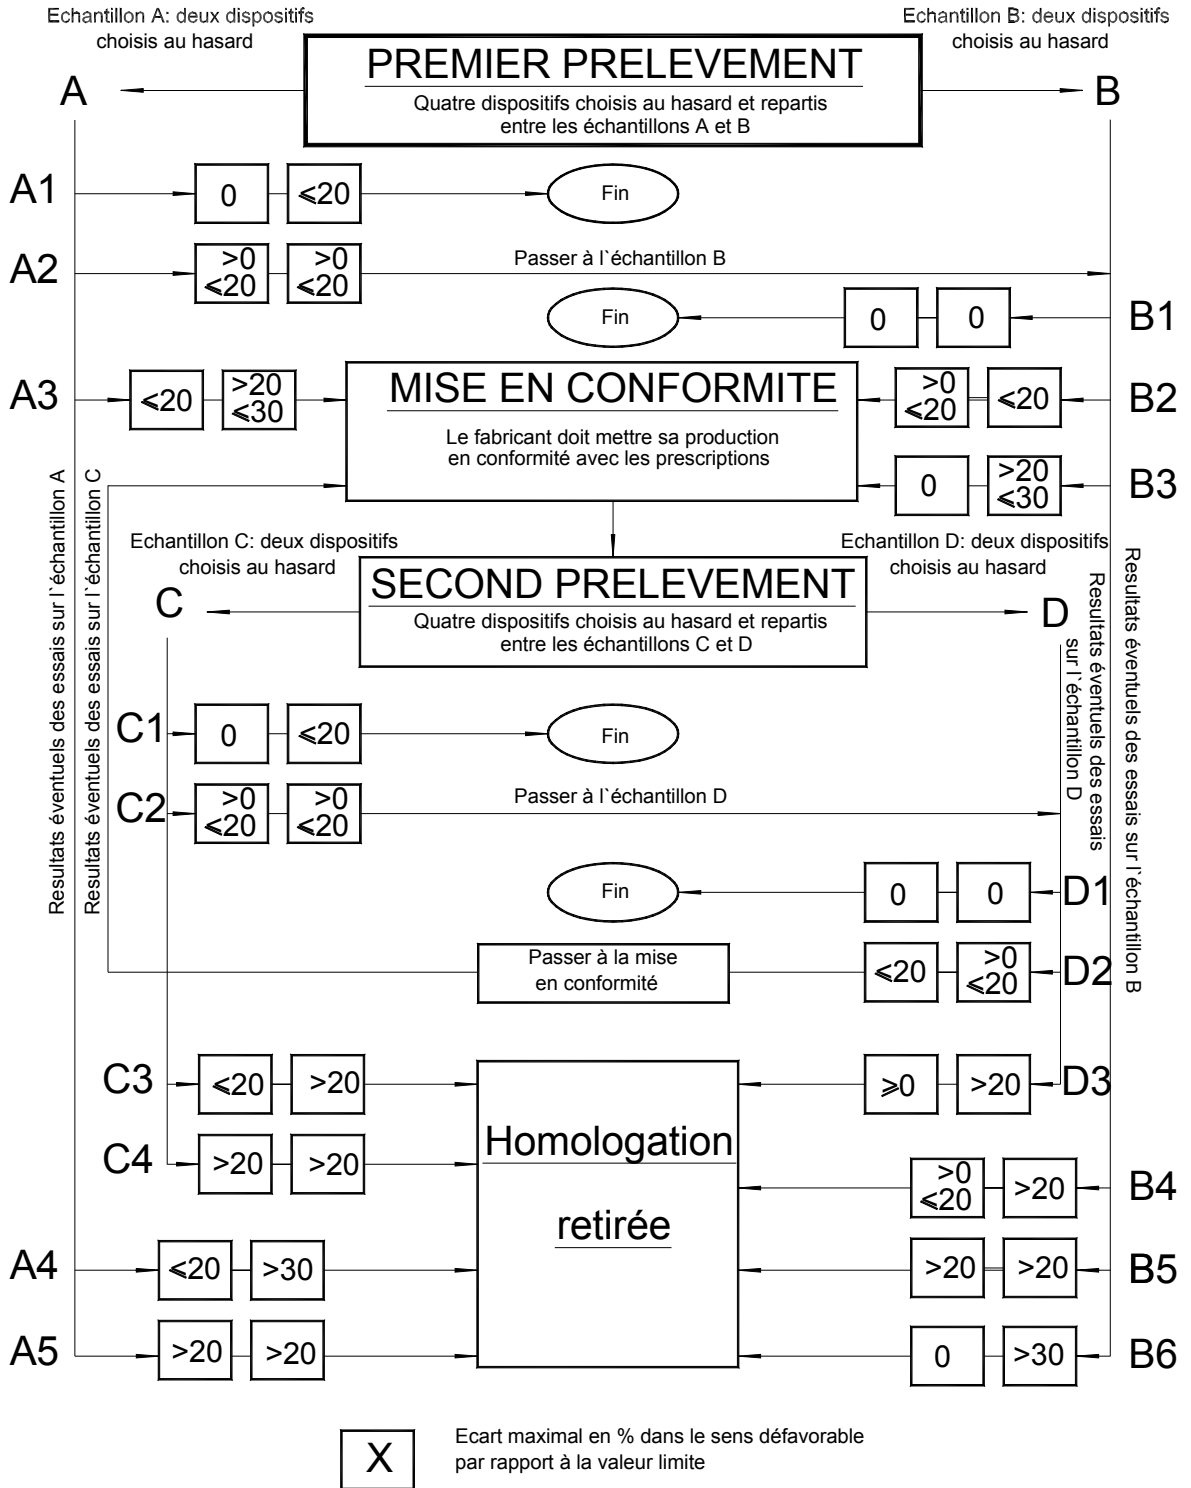 Echantillon A: deux dispositifs
choisis au hasard
Echantillon B: deux dispositifs
choisis au hasard
PREMIER PRELEVEMENT
Quatre dispositifs choisis au hasard et repartis
entre les échantillons A et B
A
B
A1
0
⩽20
Fin
A2
>0
⩽20
>0
⩽20
Passer à l`échantillon B
Fin
0
0
B1
A3
⩽20
>20
⩽30
MISE EN CONFORMITE
Le fabricant doit mettre sa production
en conformité avec les prescriptions
>0
⩽20
⩽20
B2
0
>20
⩽30
B3
Resultats éventuels des essais sur l`échantillon A
Resultats éventuels des essais sur l`échantillon C
Echantillon C: deux dispositifs
choisis au hasard
Echantillon D: deux dispositifs
choisis au hasard
SECOND PRELEVEMENT
Quatre dispositifs choisis au hasard et repartis
entre les échantillons C et D
C
D
Resultats éventuels des essais
sur l`échantillon D
Resultats éventuels des essais sur l`échantillon B
C1
0
⩽20
Fin
C2
>0
⩽20
>0
⩽20
Passer à l`échantillon D
Fin
0
0
D1
Passer à la mise
en conformité
⩽20
>0
⩽20
D2
C3
⩽20
>20
⩾0
>20
D3
Homologation
retirée
C4
>20
>20
>0
⩽20
>20
B4
A4
⩽20
>30
>20
>20
B5
A5
>20
>20
0
>30
B6
X
Ecart maximal en % dans le sens défavorable
par rapport à la valeur limite